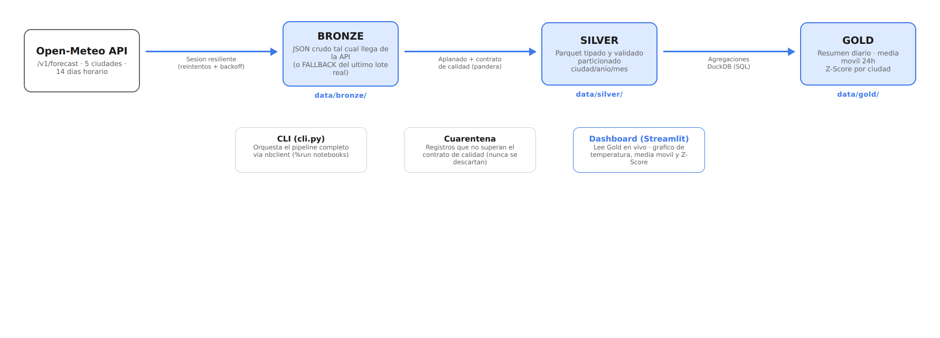 Open-Meteo API
/v1/forecast · 5 ciudades ·
14 dias horario
Sesion resiliente
(reintentos + backoff)
BRONZE
JSON crudo tal cual llega de
la API
(o FALLBACK del ultimo lote
real)
data/bronze/
Aplanado + contrato
de calidad (pandera)
SILVER
Parquet tipado y validado
particionado
ciudad/anio/mes
data/silver/
Agregaciones
DuckDB (SQL)
GOLD
Resumen diario · media
movil 24h
Z-Score por ciudad
data/gold/
CLI (cli.py)
Orquesta el pipeline completo
via nbclient (%run notebooks)
Cuarentena
Registros que no superan el
contrato de calidad (nunca se
descartan)
Dashboard (Streamlit)
Lee Gold en vivo · grafico de
temperatura, media movil y Z-
Score